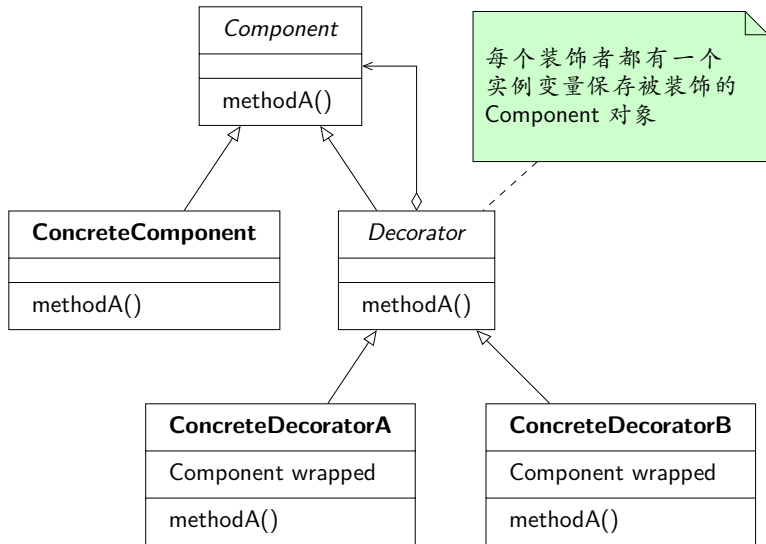 Component
methodA()
每个装饰者都有一个
实例变量保存被装饰的
Component 对象
ConcreteComponent
methodA()
Decorator
methodA()
ConcreteDecoratorA
Component wrapped
methodA()
ConcreteDecoratorB
Component wrapped
methodA()